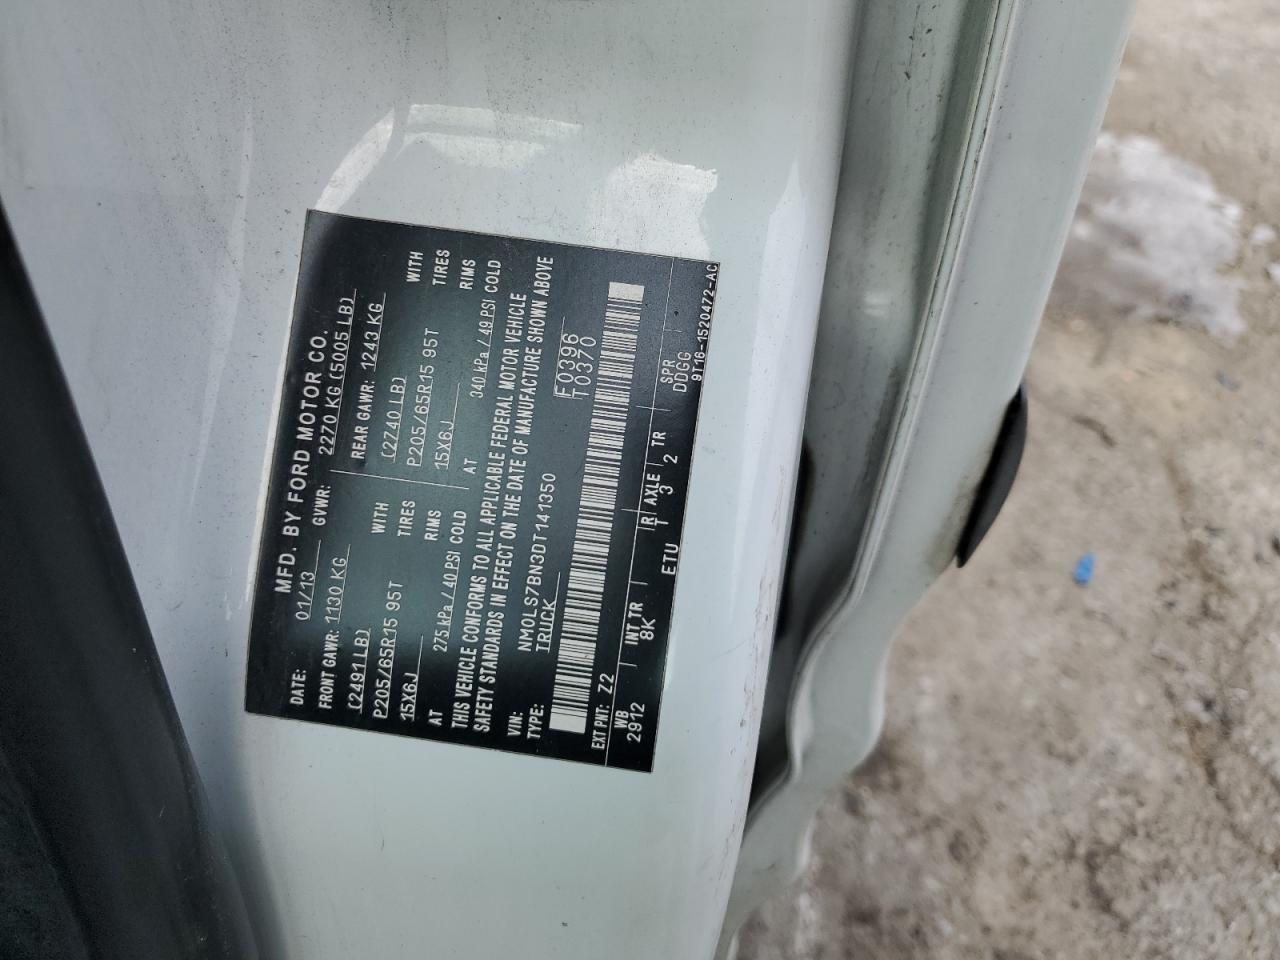 MFD. BY FORD MOTOR CO.
DATE: 01/13 GVWR: 2270 KG (5005 LB)
FRONT GAWR: 1130 KG REAR GAWR: 1243 KG
(2491 LB) (2740 LB)
P205/65R15 95T WITH TIRES P205/65R15 95T WITH TIRES
15X6J RIMS 15X6J RIMS
AT 275 kPa / 40 PSI COLD AT 340 kPa / 49 PSI COLD
THIS VEHICLE CONFORMS TO ALL APPLICABLE FEDERAL MOTOR VEHICLE
SAFETY STANDARDS IN EFFECT ON THE DATE OF MANUFACTURE SHOWN ABOVE
VIN: NM0LS7BN3DT141350 F0396
TYPE: TRUCK T0370
EXT PNT: Z2
WB INT TR R AXLE TR SPR
2912 8K ETU T 3 2 DDGG
9T16-1520472-AC